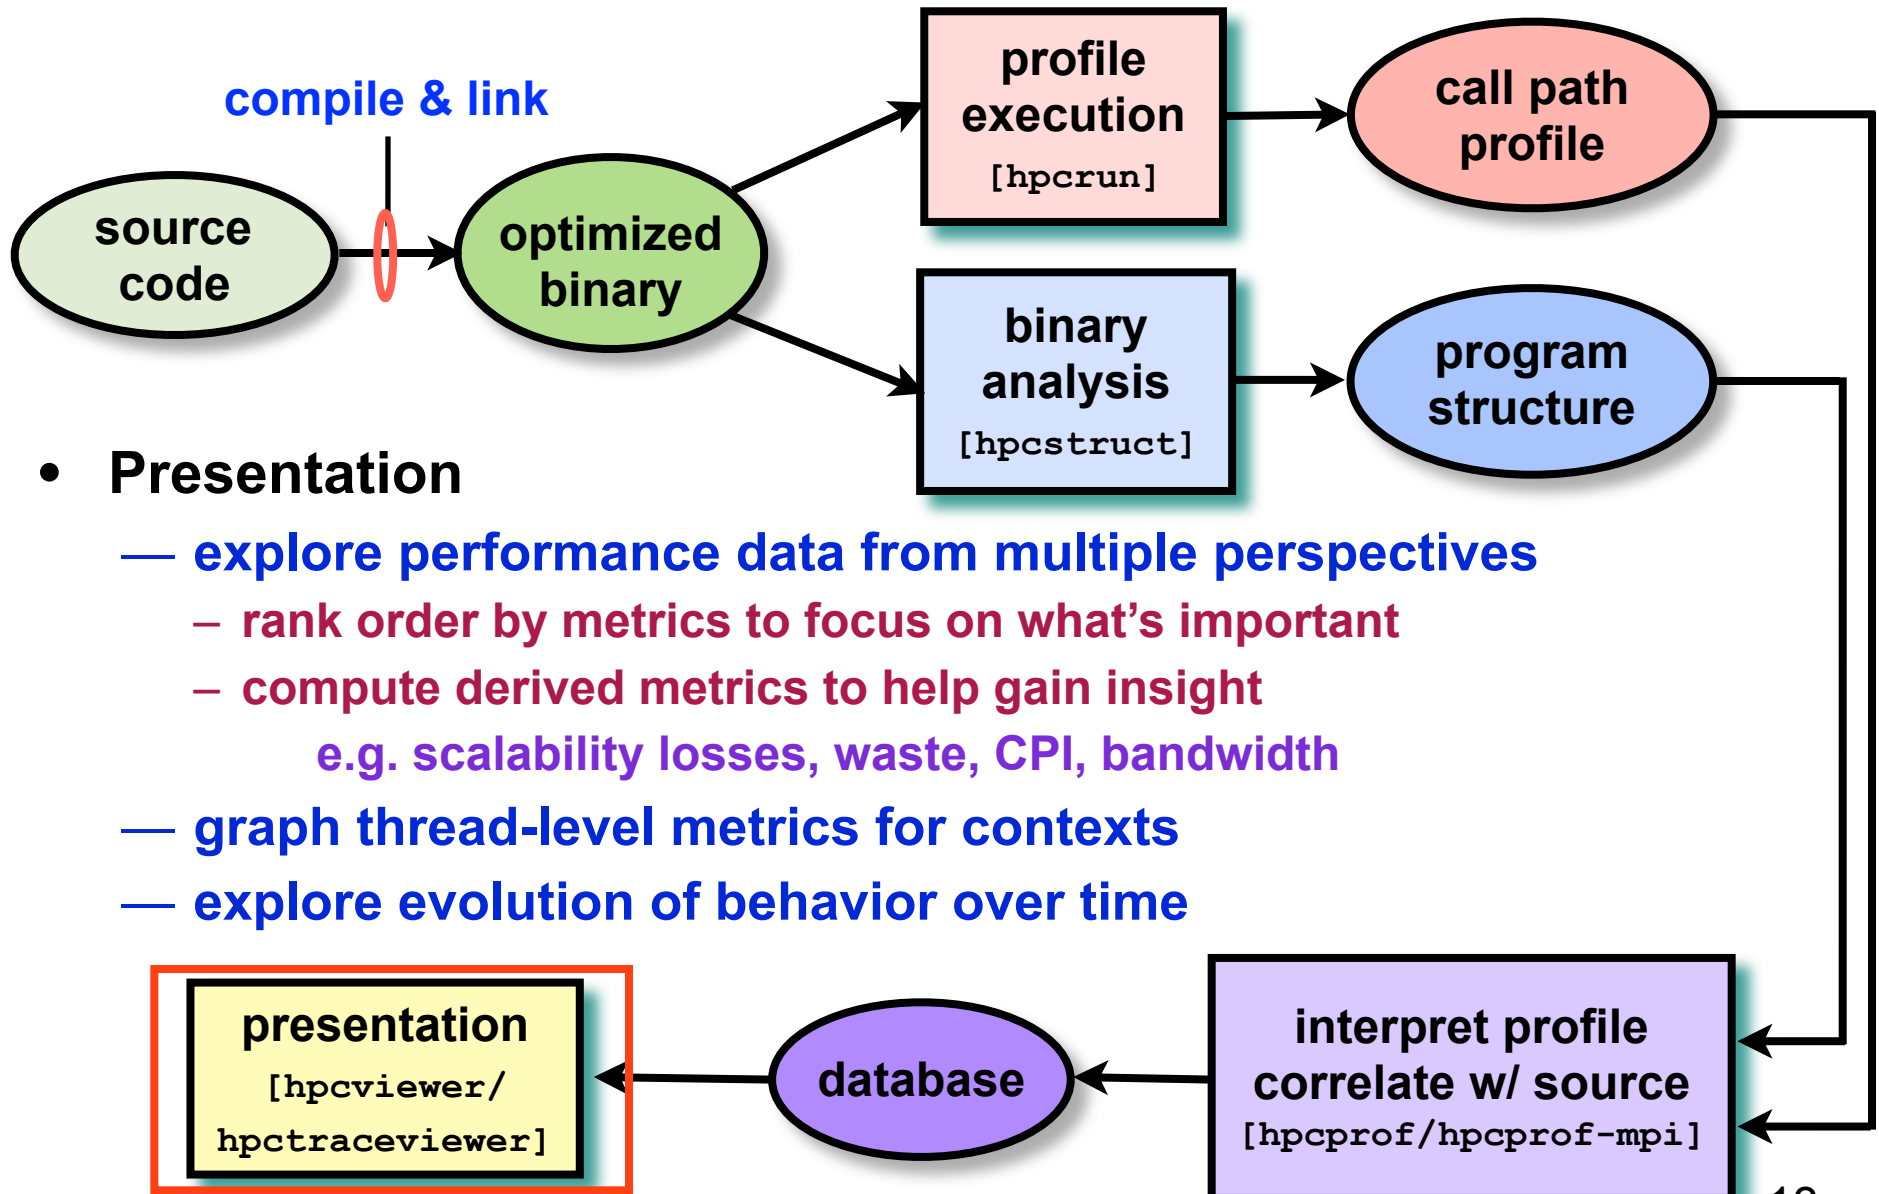 compile & link
source
code
optimized
binary
profile
execution
[hpcrun]
call path
profile
binary
analysis
[hpcstruct]
program
structure
• Presentation
— explore performance data from multiple perspectives
– rank order by metrics to focus on what’s important
– compute derived metrics to help gain insight
e.g. scalability losses, waste, CPI, bandwidth
— graph thread-level metrics for contexts
— explore evolution of behavior over time
presentation
[hpcviewer/
hpctraceviewer]
database
interpret profile
correlate w/ source
[hpcprof/hpcprof-mpi]